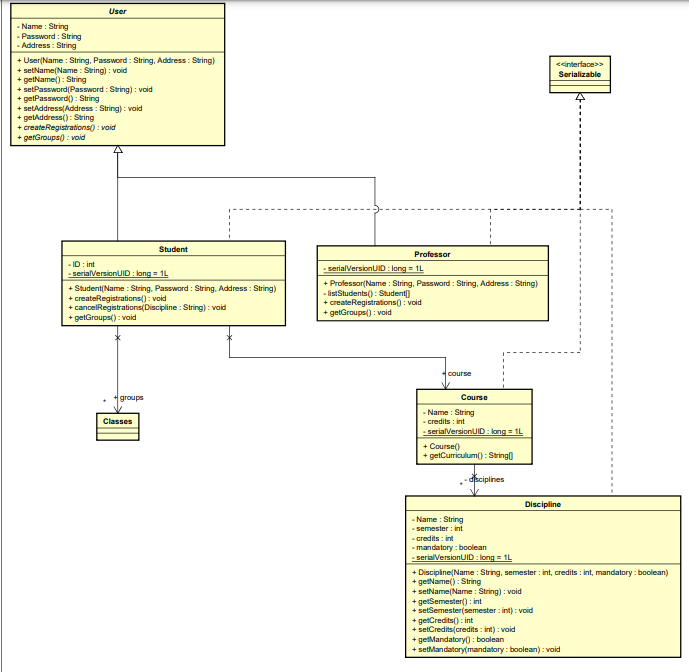 User
- Name : String
- Password : String
- Address : String
+ User(Name : String, Password : String, Address : String)
+ setName(Name : String) : void
+ getName() : String
+ setPassword(Password : String) : void
+ getPassword() : String
+ setAddress(Address : String) : void
+ getAddress() : String
+ createRegistrations() : void
+ getGroups() : void
<<interface>>
Serializable
Student
- ID : int
- serialVersionUID : long = 1L
+ Student(Name : String, Password : String, Address : String)
+ createRegistrations() : void
+ cancelRegistrations(Discipline : String) : void
+ getGroups() : void
Professor
- serialVersionUID : long = 1L
+ Professor(Name : String, Password : String, Address : String)
- listStudents() : Student[]
+ createRegistrations() : void
+ getGroups() : void
+ course
* + groups
Classes
Course
- Name : String
- credits : int
- serialVersionUID : long = 1L
+ Course()
+ getCurriculum() : String[]
* - disciplines
Discipline
- Name : String
- semester : int
- credits : int
- mandatory : boolean
- serialVersionUID : long = 1L
+ Discipline(Name : String, semester : int, credits : int, mandatory : boolean)
+ getName() : String
+ setName(Name : String) : void
+ getSemester() : int
+ setSemester(semester : int) : void
+ getCredits() : int
+ setCredits(credits : int) : void
+ getMandatory() : boolean
+ setMandatory(mandatory : boolean) : void